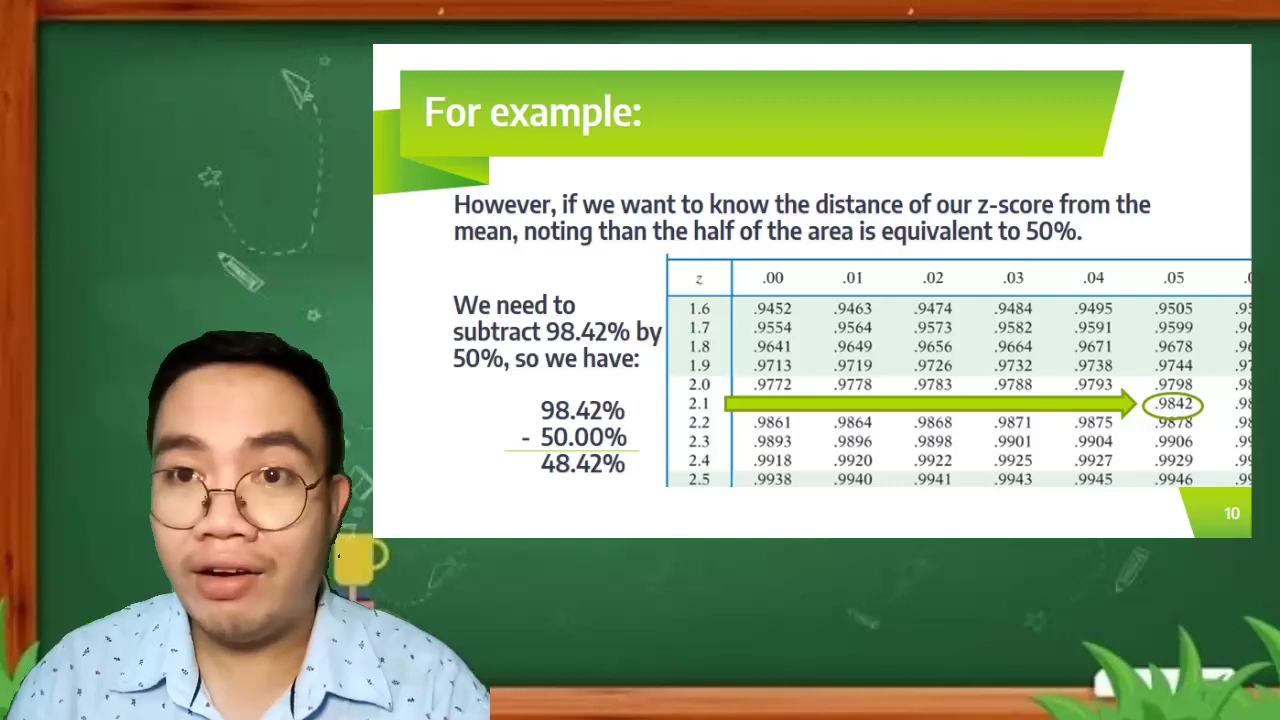 For example:
However, if we want to know the distance of our z-score from the
mean, noting than the half of the area is equivalent to 50%.
We need to
subtract 98.42% by
50%, so we have:
98.42%
- 50.00%
48.42%
z .00 .01 .02 .03 .04 .05
1.6 .9452 .9463 .9474 .9484 .9495 .9505
1.7 .9554 .9564 .9573 .9582 .9591 .9599
1.8 .9641 .9649 .9656 .9664 .9671 .9678
1.9 .9713 .9719 .9726 .9732 .9738 .9744
2.0 .9772 .9778 .9783 .9788 .9793 .9798
2.1 .9842
2.2 .9861 .9864 .9868 .9871 .9875 .9878
2.3 .9893 .9896 .9898 .9901 .9904 .9906
2.4 .9918 .9920 .9922 .9925 .9927 .9929
2.5 .9938 .9940 .9941 .9943 .9945 .9946
10